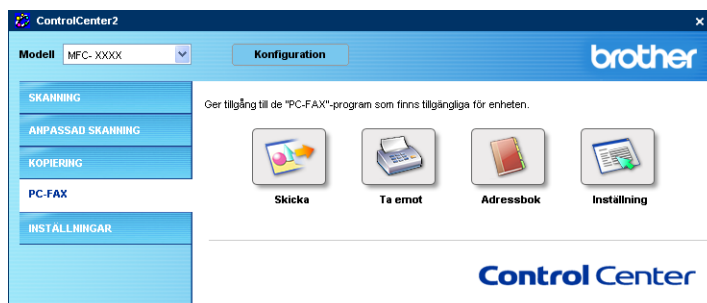 ControlCenter2
Modell MFC- XXXX Konfiguration brother
SKANNING
ANPASSAD SKANNING
KOPIERING
PC-FAX
INSTÄLLNINGAR
Ger tillgång till de "PC-FAX"-program som finns tillgängliga för enheten.
Skicka Ta emot Adressbok Inställning
Control Center